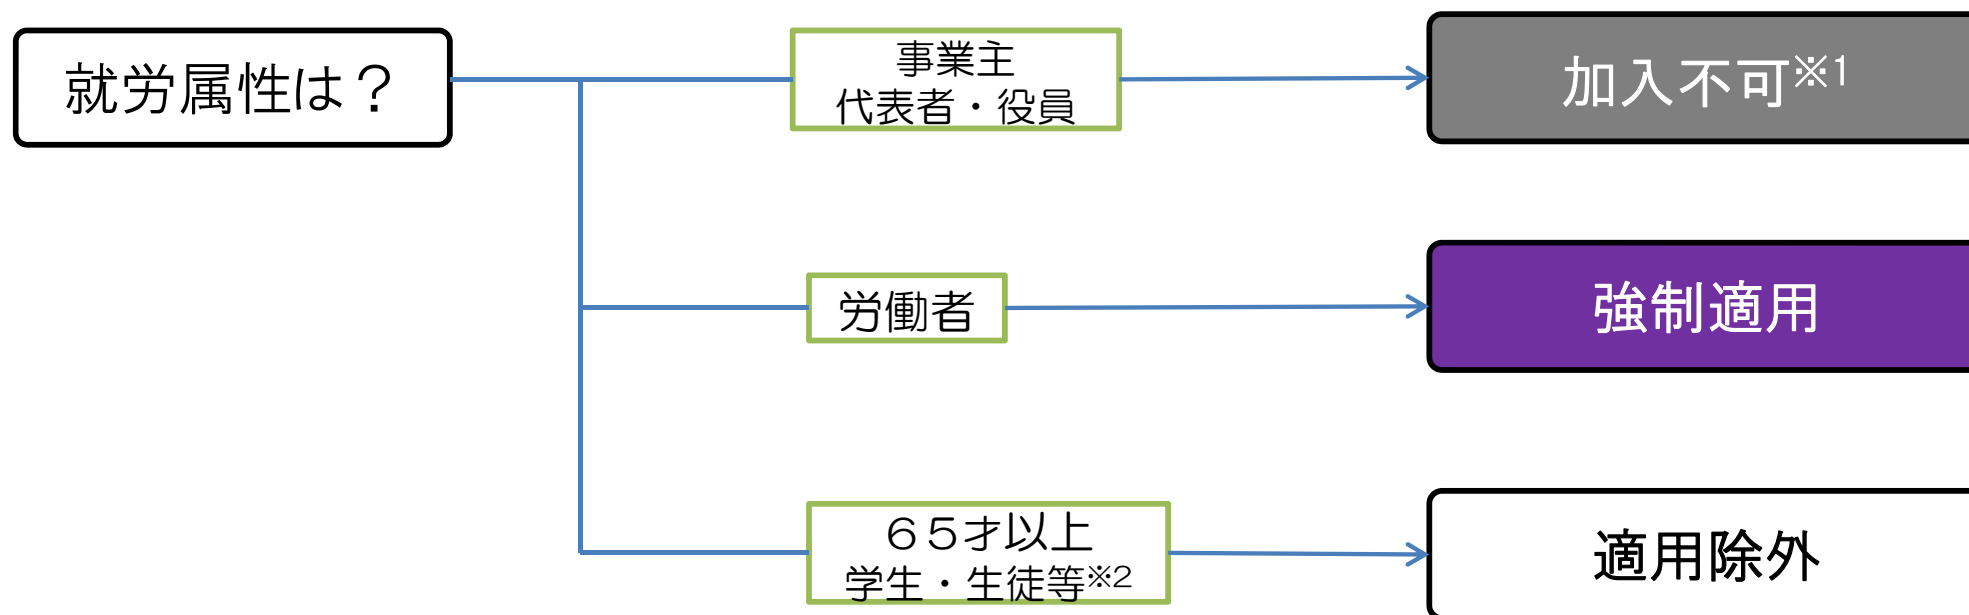 就労属性は？
事業主
代表者・役員
加入不可※1
労働者
強制適用
６５才以上
学生・生徒等※2
適用除外